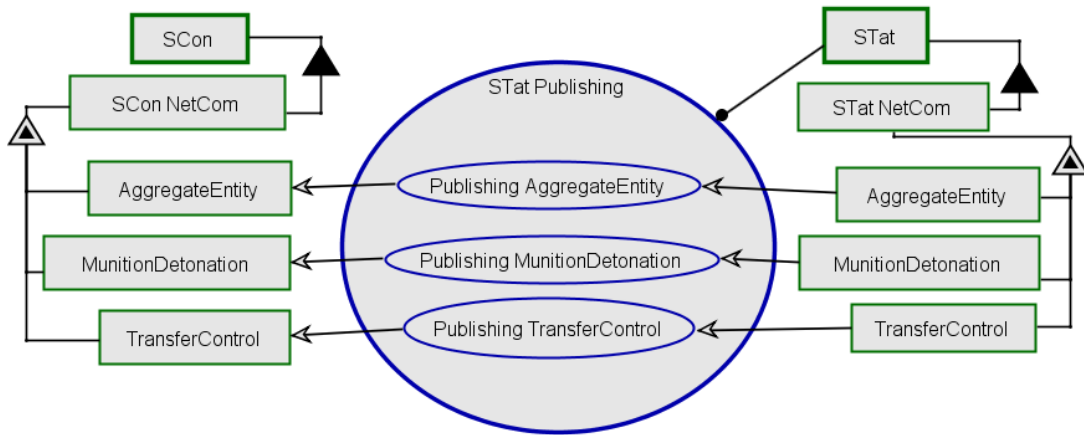 SCon
STat
SCon NetCom
STat Publishing
STat NetCom
AggregateEntity
Publishing AggregateEntity
AggregateEntity
MunitionDetonation
Publishing MunitionDetonation
MunitionDetonation
TransferControl
Publishing TransferControl
TransferControl